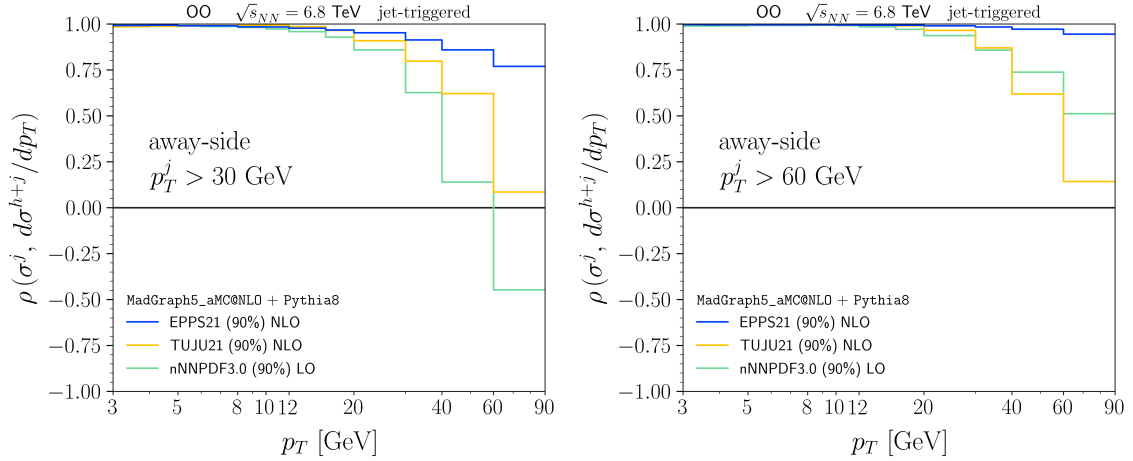 OO √s_NN = 6.8 TeV jet-triggered
1.00
0.75
0.50
0.25
0.00
−0.25
−0.50
−0.75
−1.00
ρ (σ^j, dσ^{h+j}/dp_T)
away-side
p_T^j > 30 GeV
MadGraph5_aMC@NLO + Pythia8
EPPS21 (90%) NLO
TUJU21 (90%) NLO
nNNPDF3.0 (90%) LO
3 5 8 10 12 20 40 60 90
p_T [GeV]
OO √s_NN = 6.8 TeV jet-triggered
1.00
0.75
0.50
0.25
0.00
−0.25
−0.50
−0.75
−1.00
ρ (σ^j, dσ^{h+j}/dp_T)
away-side
p_T^j > 60 GeV
MadGraph5_aMC@NLO + Pythia8
EPPS21 (90%) NLO
TUJU21 (90%) NLO
nNNPDF3.0 (90%) LO
3 5 8 10 12 20 40 60 90
p_T [GeV]